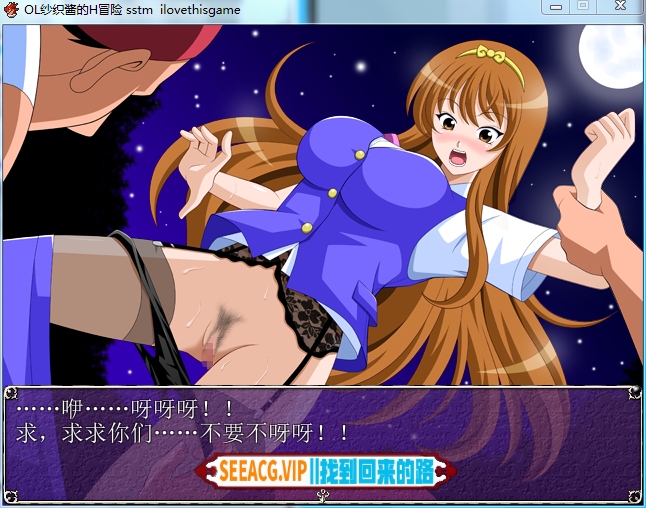 OL纱织酱的H冒险 sstm ilovethisgame
……咿……呀呀呀！！
求，求求你们……不要不呀呀！！
SEEACG.VIP||找到回来的路